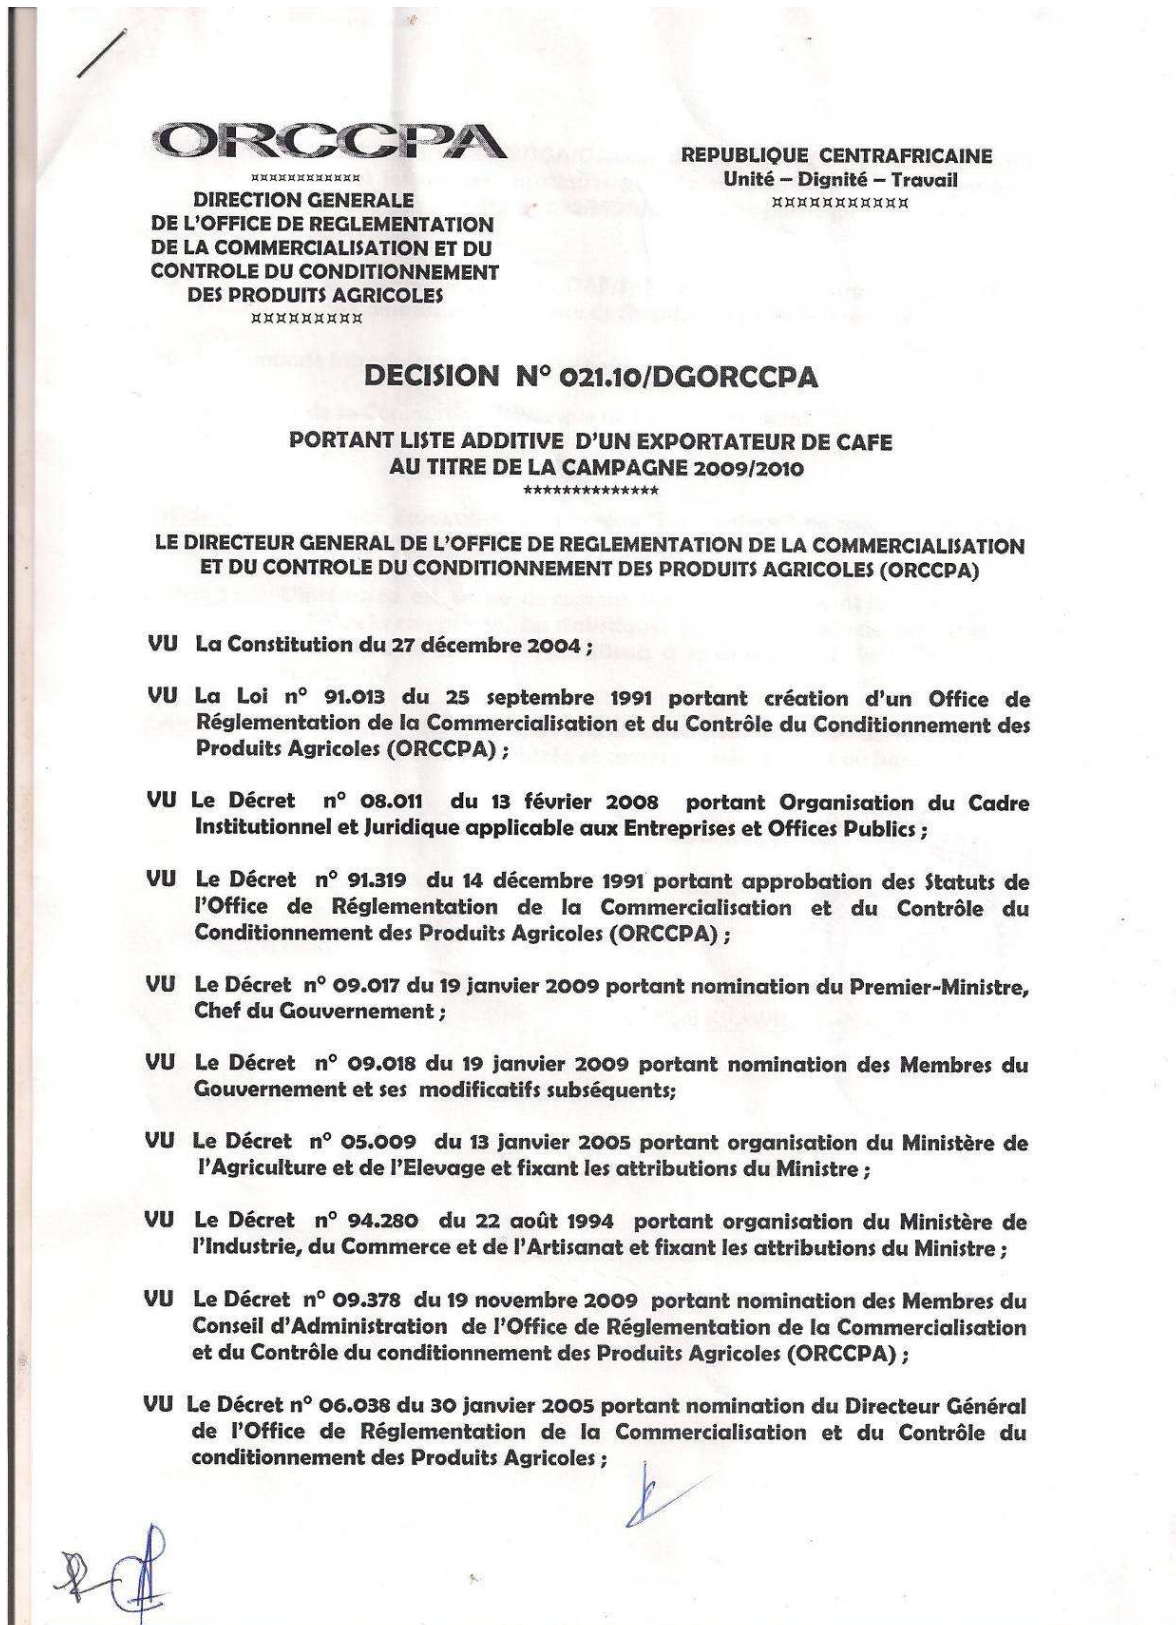 ORCCPA
¤¤¤¤¤¤¤¤¤¤¤¤
DIRECTION GENERALE
DE L'OFFICE DE REGLEMENTATION
DE LA COMMERCIALISATION ET DU
CONTROLE DU CONDITIONNEMENT
DES PRODUITS AGRICOLES
¤¤¤¤¤¤¤¤¤
REPUBLIQUE CENTRAFRICAINE
Unité – Dignité – Travail
¤¤¤¤¤¤¤¤¤¤¤
DECISION N° 021.10/DGORCCPA
PORTANT LISTE ADDITIVE D'UN EXPORTATEUR DE CAFE
AU TITRE DE LA CAMPAGNE 2009/2010
**************
LE DIRECTEUR GENERAL DE L'OFFICE DE REGLEMENTATION DE LA COMMERCIALISATION
ET DU CONTROLE DU CONDITIONNEMENT DES PRODUITS AGRICOLES (ORCCPA)
VU La Constitution du 27 décembre 2004 ;
VU La Loi n° 91.013 du 25 septembre 1991 portant création d'un Office de
Réglementation de la Commercialisation et du Contrôle du Conditionnement des
Produits Agricoles (ORCCPA) ;
VU Le Décret n° 08.011 du 13 février 2008 portant Organisation du Cadre
Institutionnel et Juridique applicable aux Entreprises et Offices Publics ;
VU Le Décret n° 91.319 du 14 décembre 1991 portant approbation des Statuts de
l'Office de Réglementation de la Commercialisation et du Contrôle du
Conditionnement des Produits Agricoles (ORCCPA) ;
VU Le Décret n° 09.017 du 19 janvier 2009 portant nomination du Premier-Ministre,
Chef du Gouvernement ;
VU Le Décret n° 09.018 du 19 janvier 2009 portant nomination des Membres du
Gouvernement et ses modificatifs subséquents;
VU Le Décret n° 05.009 du 13 janvier 2005 portant organisation du Ministère de
l'Agriculture et de l'Elevage et fixant les attributions du Ministre ;
VU Le Décret n° 94.280 du 22 août 1994 portant organisation du Ministère de
l'Industrie, du Commerce et de l'Artisanat et fixant les attributions du Ministre ;
VU Le Décret n° 09.378 du 19 novembre 2009 portant nomination des Membres du
Conseil d'Administration de l'Office de Réglementation de la Commercialisation
et du Contrôle du conditionnement des Produits Agricoles (ORCCPA) ;
VU Le Décret n° 06.038 du 30 janvier 2005 portant nomination du Directeur Général
de l'Office de Réglementation de la Commercialisation et du Contrôle du
conditionnement des Produits Agricoles ;